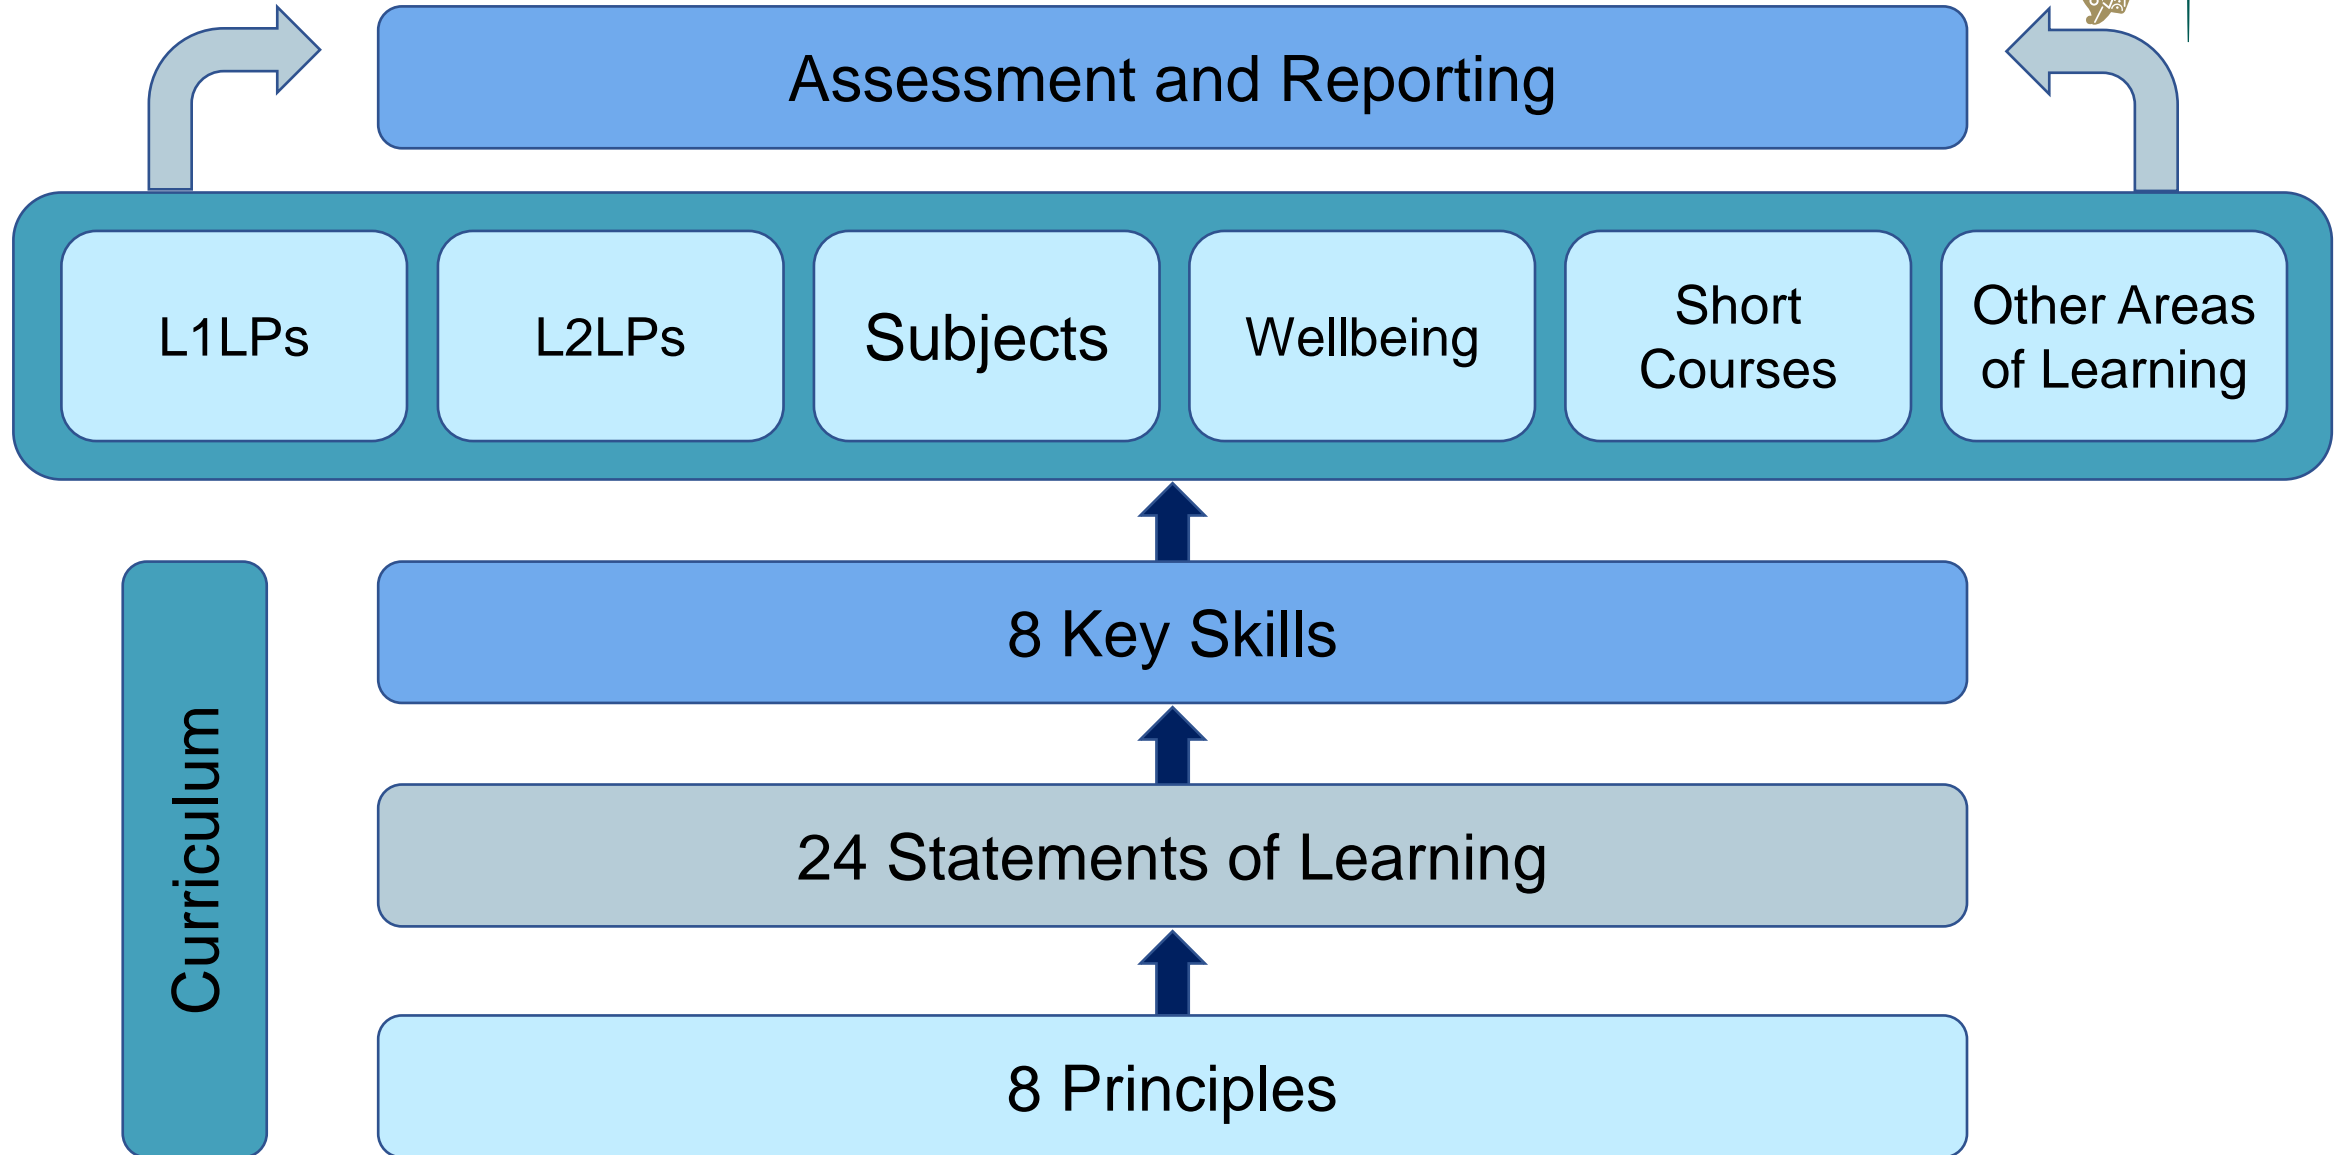 Assessment and Reporting
L1LPs
L2LPs
Subjects
Wellbeing
Short
Courses
Other Areas
of Learning
Curriculum
8 Key Skills
24 Statements of Learning
8 Principles